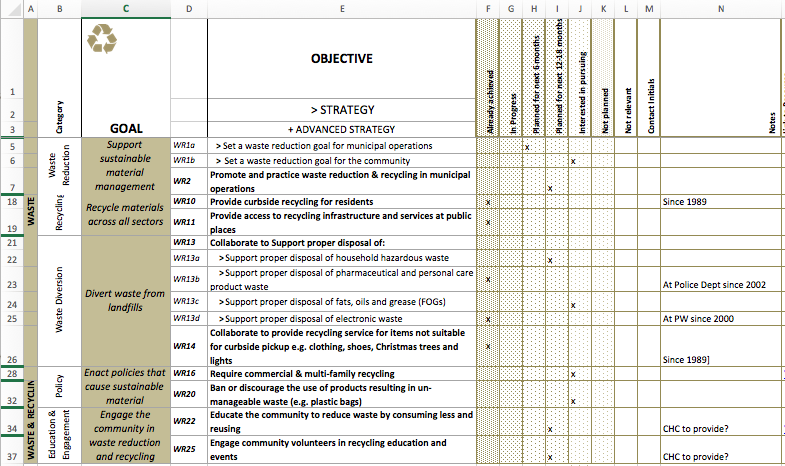 A B C D E F G H I J K L M N
1
OBJECTIVE
Category
Already achieved
In Progress
Planned for next 6 months
Planned for next 12-18 months
Interested in pursuing
Not planned
Not relevant
Contact Initials
Notes
2 > STRATEGY
3 GOAL + ADVANCED STRATEGY
WASTE
Waste
Reduction
Support
sustainable
material
management
5 WR1a > Set a waste reduction goal for municipal operations x
6 WR1b > Set a waste reduction goal for the community x
Promote and practice waste reduction & recycling in municipal
7 WR2 operations x
Recycling
Recycle materials
across all sectors
18 WR10 Provide curbside recycling for residents x Since 1989
Provide access to recycling infrastructure and services at public
19 WR11 places x
Waste Diversion
Divert waste from
landfills
21 WR13 Collaborate to Support proper disposal of:
22 WR13a >Support proper disposal of household hazardous waste x
>Support proper disposal of pharmaceutical and personal care
23 WR13b product waste x At Police Dept since 2002
24 WR13c >Support proper disposal of fats, oils and grease (FOGs) x
25 WR13d >Support proper disposal of electronic waste x At PW since 2000
Collaborate to provide recycling service for items not suitable
WR14 for curbside pickup e.g. clothing, shoes, Christmas trees and x
26 lights Since 1989]
WASTE & RECYCLIN
Policy
Enact policies that
cause sustainable
material
28 WR16 Require commercial & multi-family recycling x
Ban or discourage the use of products resulting in un-
32 WR20 manageable waste (e.g. plastic bags) x
Education &
Engagement
Engage the
community in
waste reduction
and recycling
Educate the community to reduce waste by consuming less and
34 WR22 reusing x CHC to provide?
Engage community volunteers in recycling education and
37 WR25 events x CHC to provide?